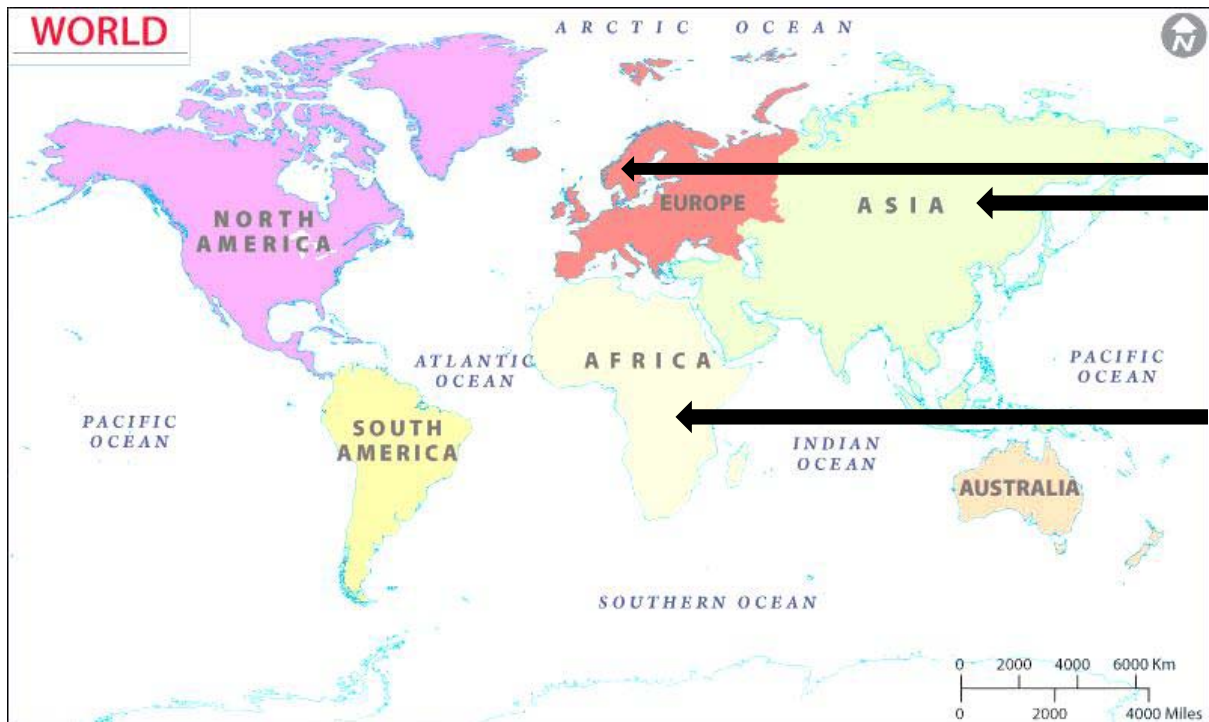 WORLD
ARCTIC OCEAN
N
EUROPE
ASIA
NORTH
AMERICA
ATLANTIC
OCEAN
AFRICA
PACIFIC
OCEAN
PACIFIC
OCEAN
SOUTH
AMERICA
INDIAN
OCEAN
AUSTRALIA
SOUTHERN OCEAN
0 2000 4000 6000 Km
0 2000 4000 Miles